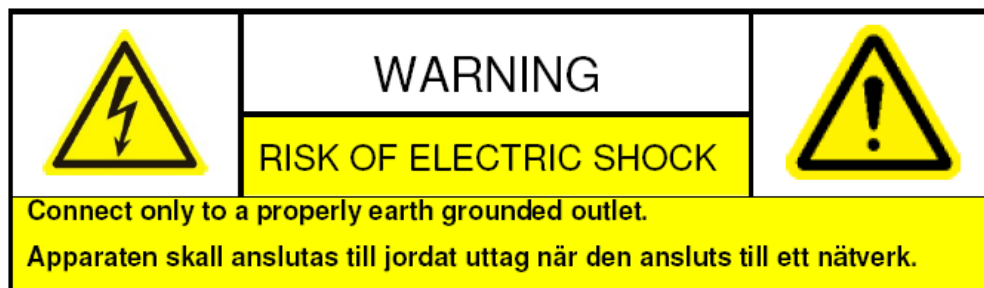 WARNING
RISK OF ELECTRIC SHOCK
Connect only to a properly earth grounded outlet.
Apparaten skall anslutas till jordat uttag när den ansluts till ett nätverk.